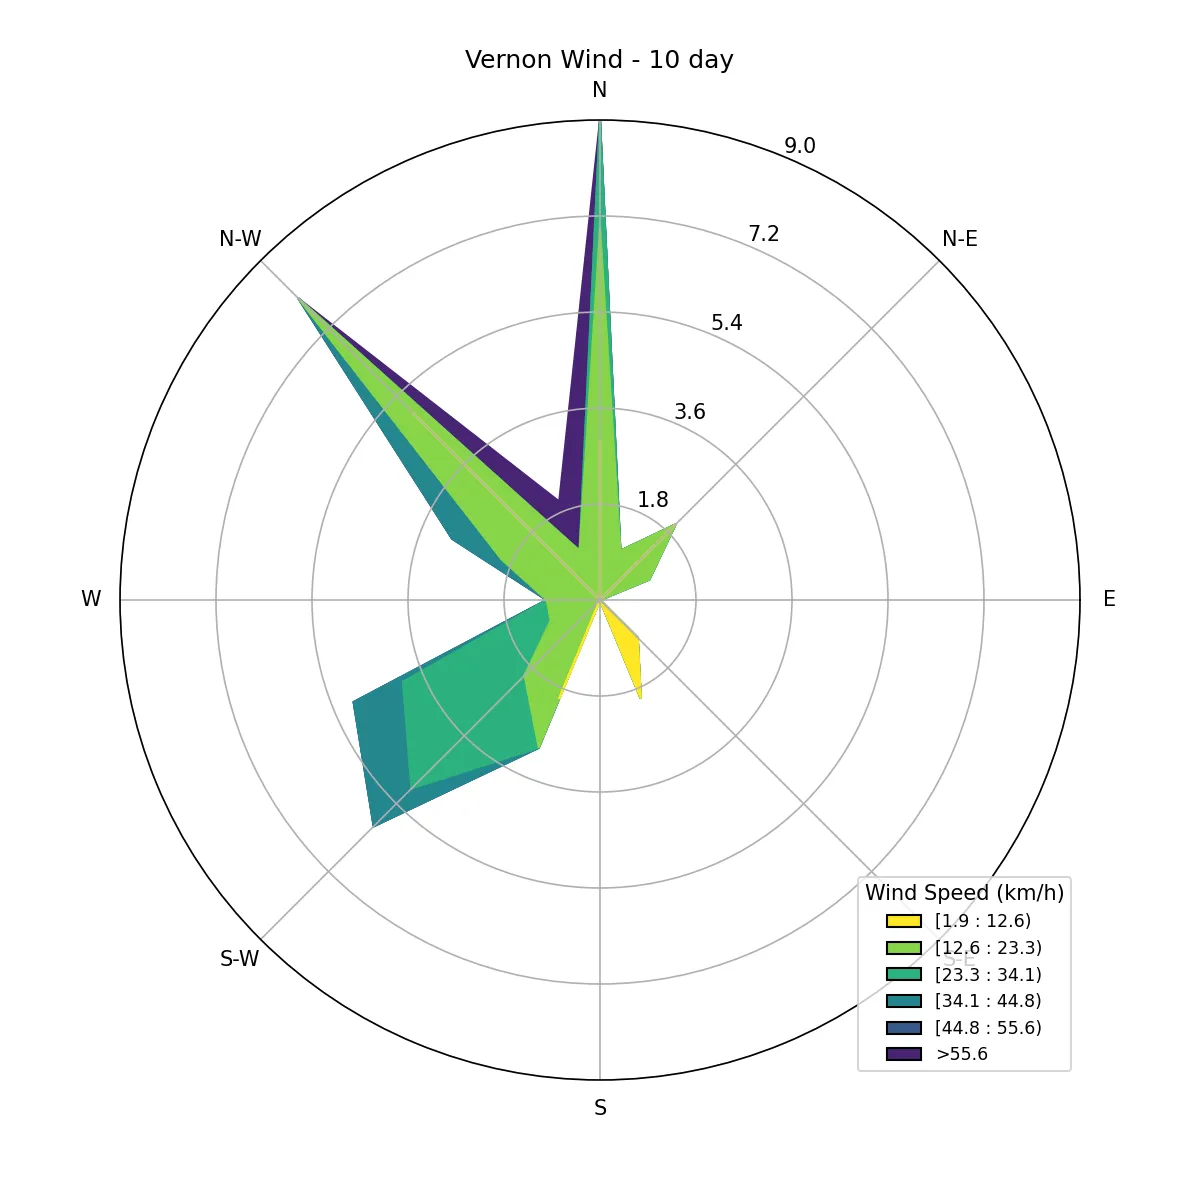 Vernon Wind - 10 day
N
9.0
N-W
N-E
7.2
5.4
3.6
1.8
W
E
Wind Speed (km/h)
[1.9 : 12.6)
[12.6 : 23.3)
S-W
S-E
[23.3 : 34.1)
[34.1 : 44.8)
[44.8 : 55.6)
>55.6
S